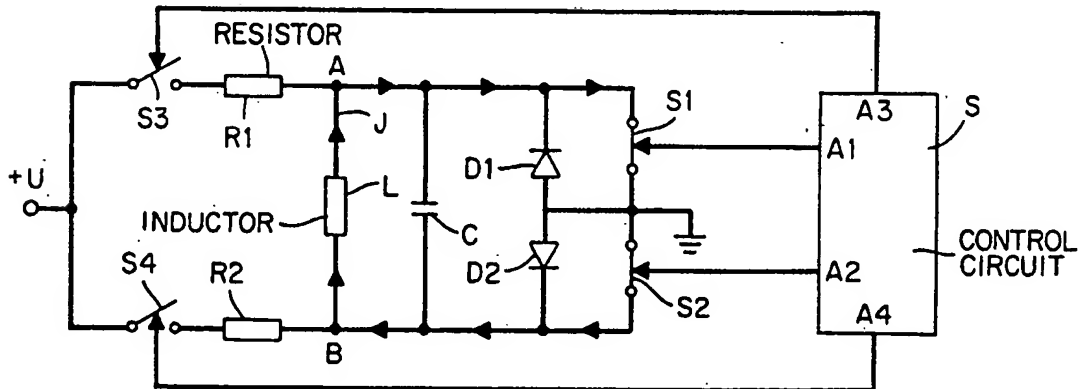 RESISTOR
A
S3
R1
J
S1
A3
S
A1
+U
L
D1
INDUCTOR
C
CONTROL
CIRCUIT
S4
R2
D2
A2
S2
A4
B